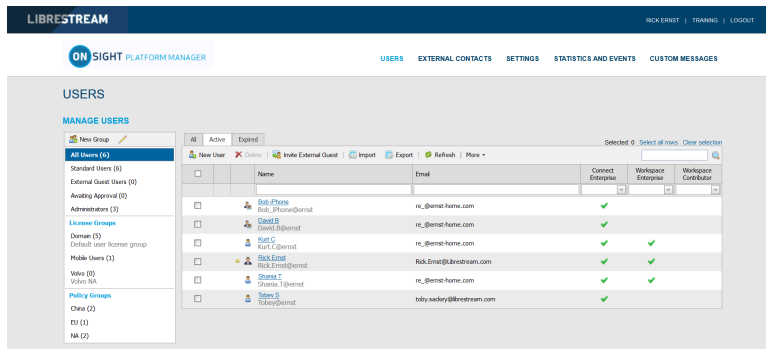 LIBRESTREAM
RICK ERNST | TRAINING | LOGOUT
ON SIGHT PLATFORM MANAGER
USERS EXTERNAL CONTACTS SETTINGS STATISTICS AND EVENTS CUSTOM MESSAGES
USERS
MANAGE USERS
New Group
All Users (6)
Standard Users (6)
External Guest Users (0)
Awaiting Approval (0)
Administrators (3)
License Groups
Domain (5)
Default user license group
Mobile Users (1)
Volvo (0)
Volvo NA
Policy Groups
China (2)
EU (1)
NA (2)
All Active Expired
Selected: 0 Select all rows Clear selection
New User Delete Invite External Guest Import Export Refresh More
Name Email Connect Enterprise Workspace Enterprise Workspace Contributor
Bob iPhone
Bob_iPhone@ernst re_@ernst-home.com
David B
David.B@ernst re_@ernst-home.com
Kurt C
Kurt.C@ernst re_@ernst-home.com
Rick Ernst
Rick.Ernst@ernst Rick.Ernst@Librestream.com
Shania T
Shania.T@ernst re_@ernst-home.com
Tobey S
Tobey@ernst toby.sackey@librestream.com